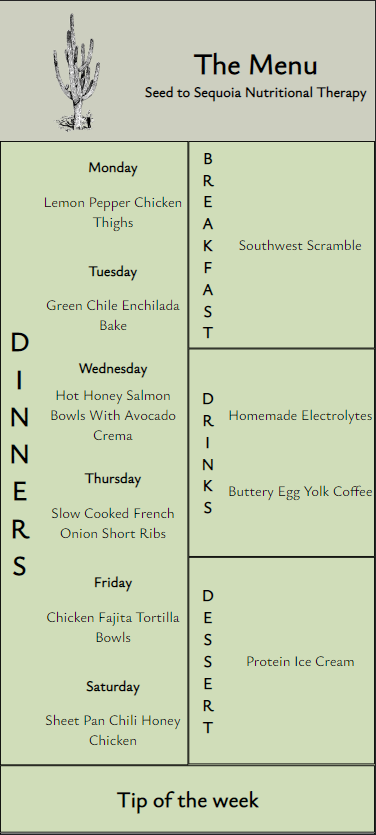 The Menu
Seed to Sequoia Nutritional Therapy
DINNERS
Monday
Lemon Pepper Chicken
Thighs
Tuesday
Green Chile Enchilada
Bake
Wednesday
Hot Honey Salmon
Bowls With Avocado
Crema
Thursday
Slow Cooked French
Onion Short Ribs
Friday
Chicken Fajita Tortilla
Bowls
Saturday
Sheet Pan Chili Honey
Chicken
BREAKFAST
Southwest Scramble
DRINKS
Homemade Electrolytes
Buttery Egg Yolk Coffee
DESSERT
Protein Ice Cream
Tip of the week